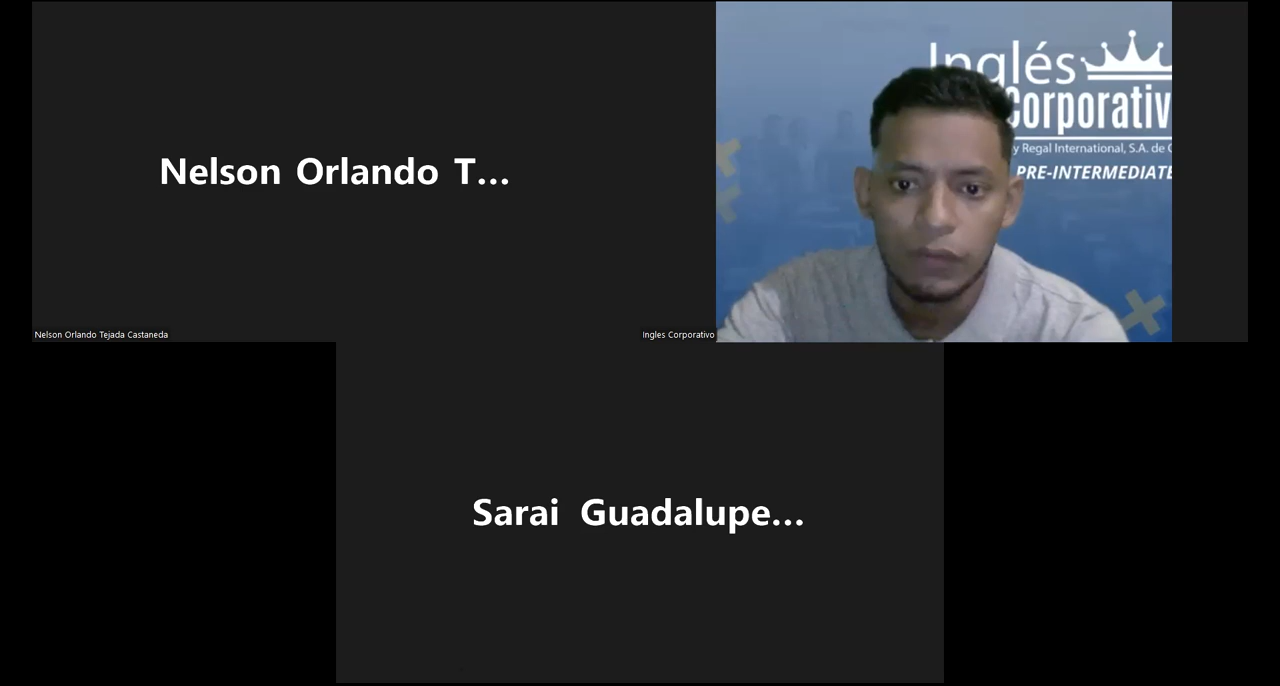 Nelson Orlando T...
Nelson Orlando Tejada Castaneda
Inglés
Corporativ
y Regal International, S.A. de C
PRE-INTERMEDIATE
Ingles Corporativo
Sarai Guadalupe...